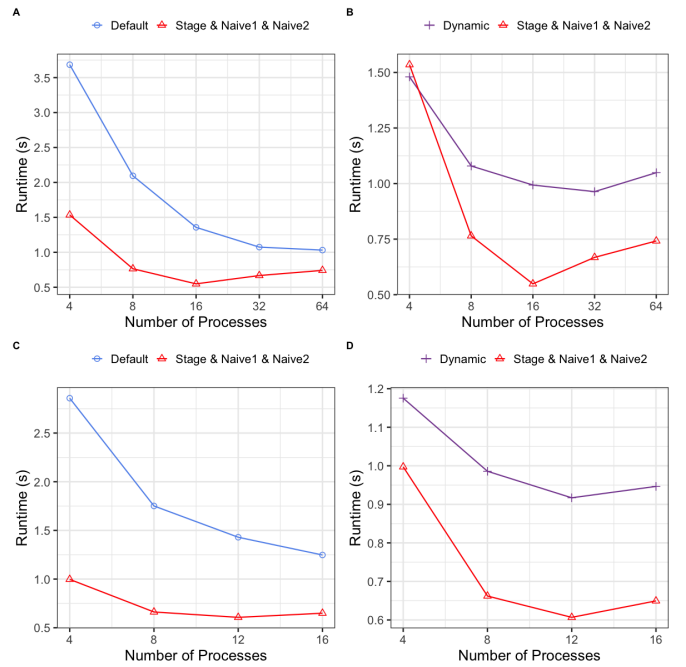 A
Default Stage & Naive1 & Naive2
3.5
3.0
2.5
2.0
1.5
1.0
0.5
Runtime (s)
4 8 16 32 64
Number of Processes
B
Dynamic Stage & Naive1 & Naive2
1.50
1.25
1.00
0.75
0.50
Runtime (s)
4 8 16 32 64
Number of Processes
C
Default Stage & Naive1 & Naive2
2.5
2.0
1.5
1.0
0.5
Runtime (s)
4 8 12 16
Number of Processes
D
Dynamic Stage & Naive1 & Naive2
1.2
1.1
1.0
0.9
0.8
0.7
0.6
Runtime (s)
4 8 12 16
Number of Processes